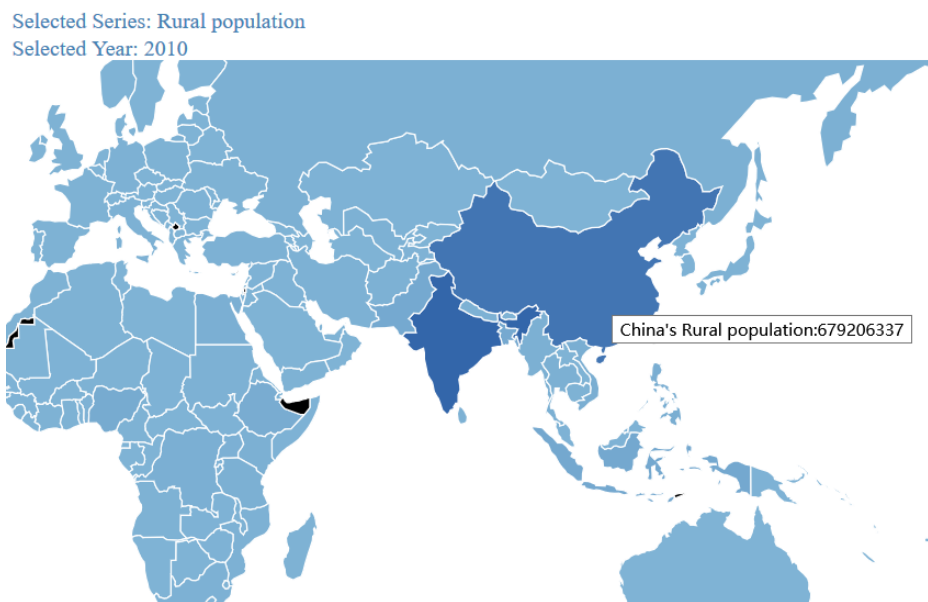 Selected Series: Rural population
Selected Year: 2010
China's Rural population:679206337